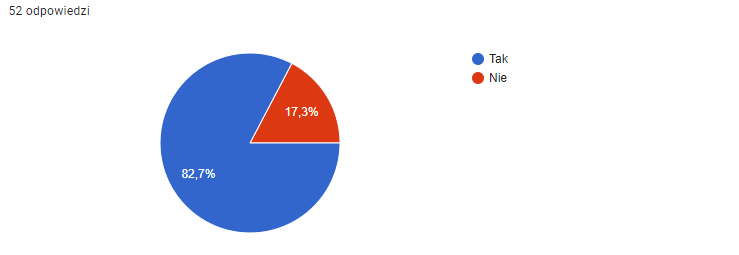 52 odpowiedzi
Tak
Nie
17,3%
82,7%